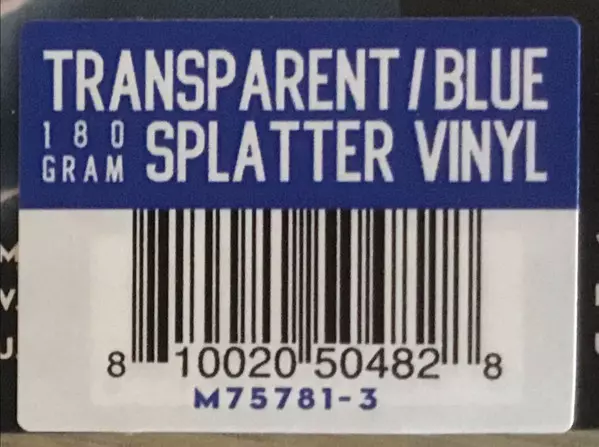 TRANSPARENT/BLUE
180 GRAM SPLATTER VINYL
8 10020 50482 8
M75781-3
M
V.
J.